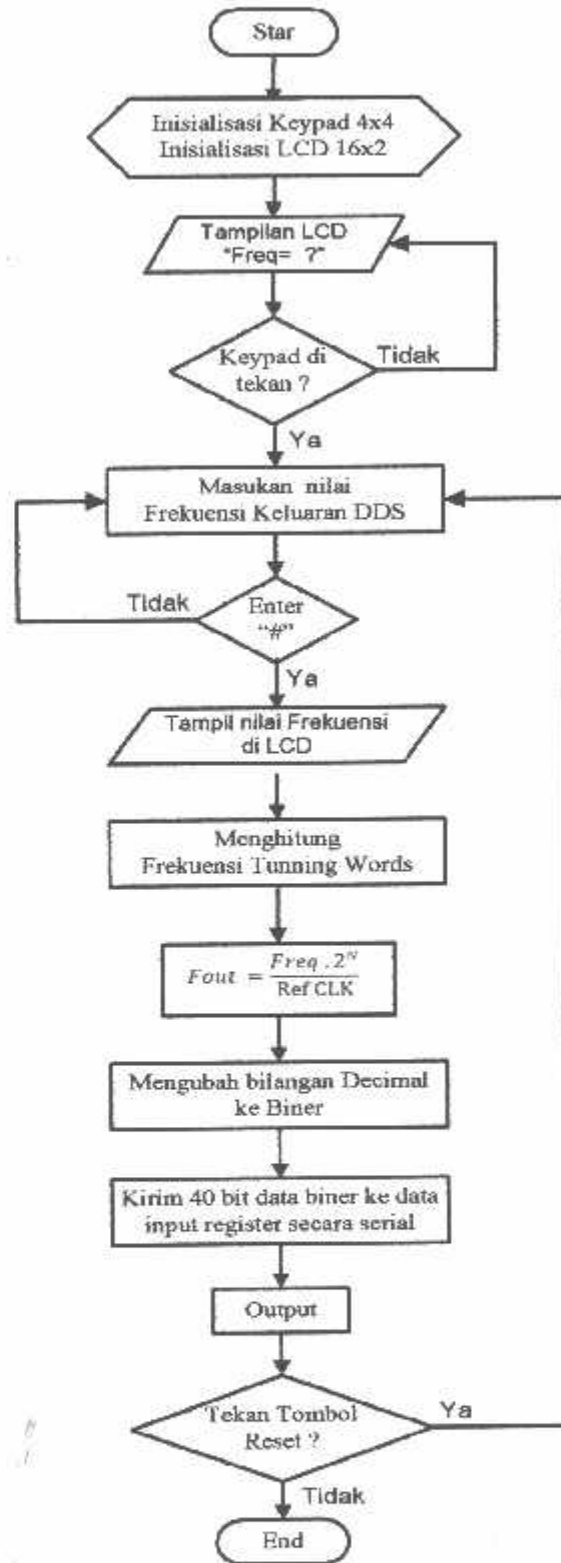 Star
Inisialisasi Keypad 4x4
Inisialisasi LCD 16x2
Tampilan LCD
"Freq= ?"
Keypad di
tekan ?
Tidak
Ya
Masukan nilai
Frekuensi Keluaran DDS
Tidak
Enter
"#"
Ya
Tampil nilai Frekuensi
di LCD
Menghitung
Frekuensi Tunning Words
Fout = Freq . 2^N / Ref CLK
Mengubah bilangan Decimal
ke Biner
Kirim 40 bit data biner ke data
input register secara serial
Output
Tekan Tombol
Reset ?
Ya
Tidak
End